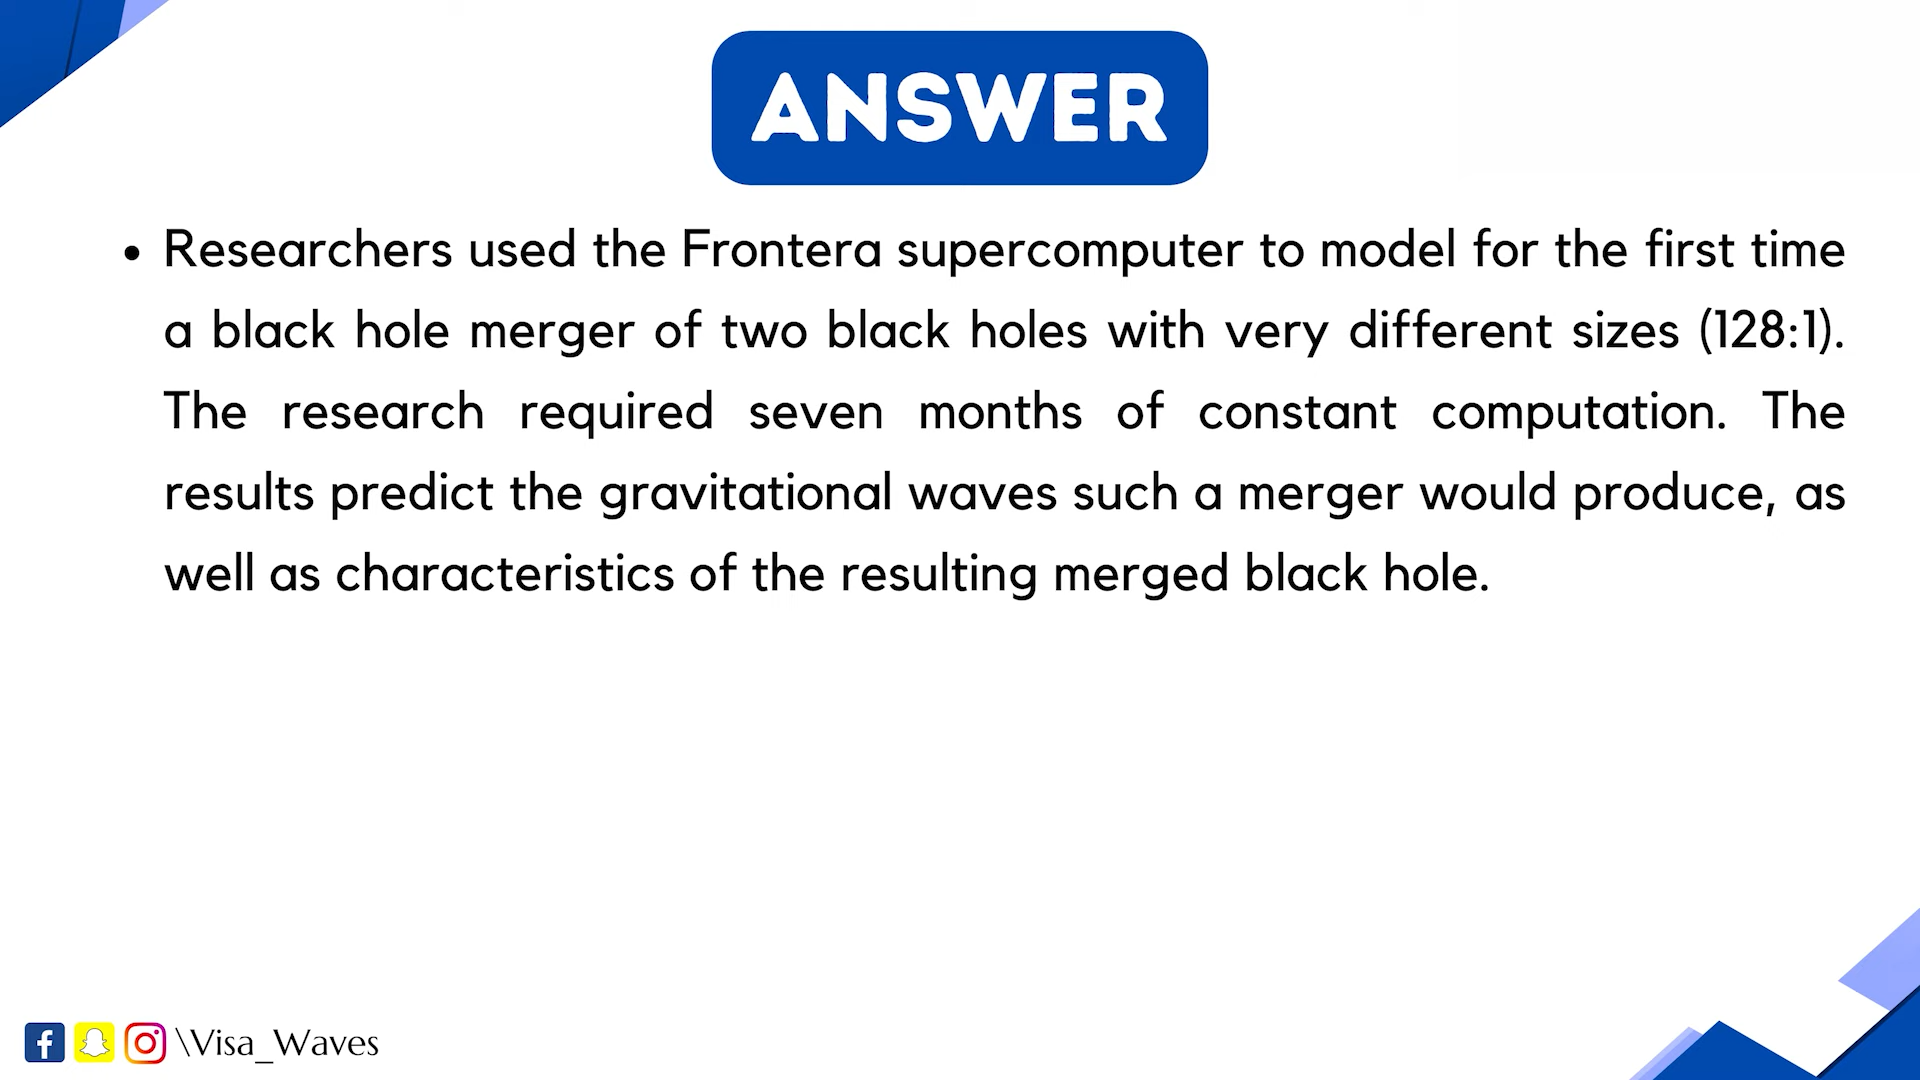 ANSWER
• Researchers used the Frontera supercomputer to model for the first time
a black hole merger of two black holes with very different sizes (128:1).
The research required seven months of constant computation. The
results predict the gravitational waves such a merger would produce, as
well as characteristics of the resulting merged black hole.
\Visa_Waves